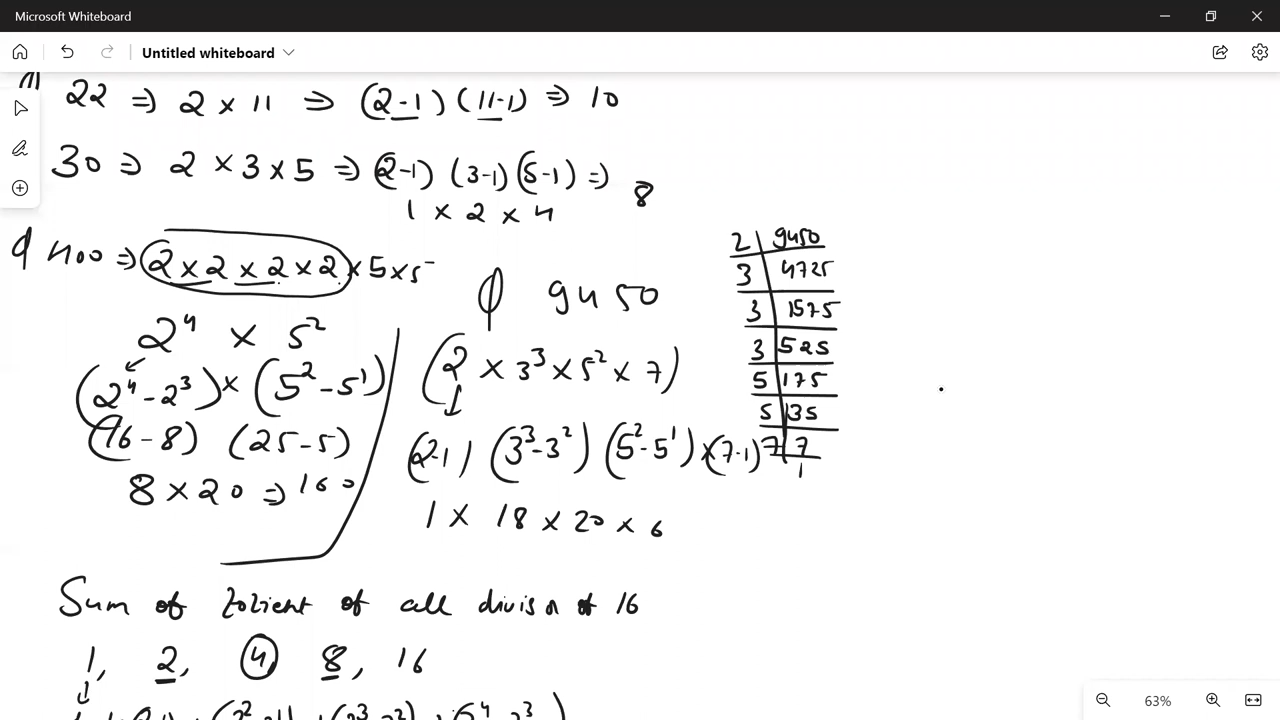 Microsoft Whiteboard
Untitled whiteboard
22 ⇒ 2 × 11 ⇒ (2-1) (11-1) ⇒ 10
30 ⇒ 2 × 3 × 5 ⇒ (2-1) (3-1) (5-1) ⇒ 8
1 × 2 × 4
ϕ 400 ⇒ 2 × 2 × 2 × 2 × 5 × 5
2⁴ × 5²
(2⁴ - 2³) × (5² - 5¹)
(16 - 8) (25 - 5)
8 × 20 ⇒ 160
ϕ 9450
(2 × 3³ × 5² × 7)
(2-1) (3³-3²) (5²-5¹) × (7-1)
1 × 18 × 20 × 6
2 | 9450
3 | 4725
3 | 1575
3 | 525
5 | 175
5 | 35
7 | 7
1
Sum of totient of all divisor of 16
1, 2, 4, 8, 16
63%